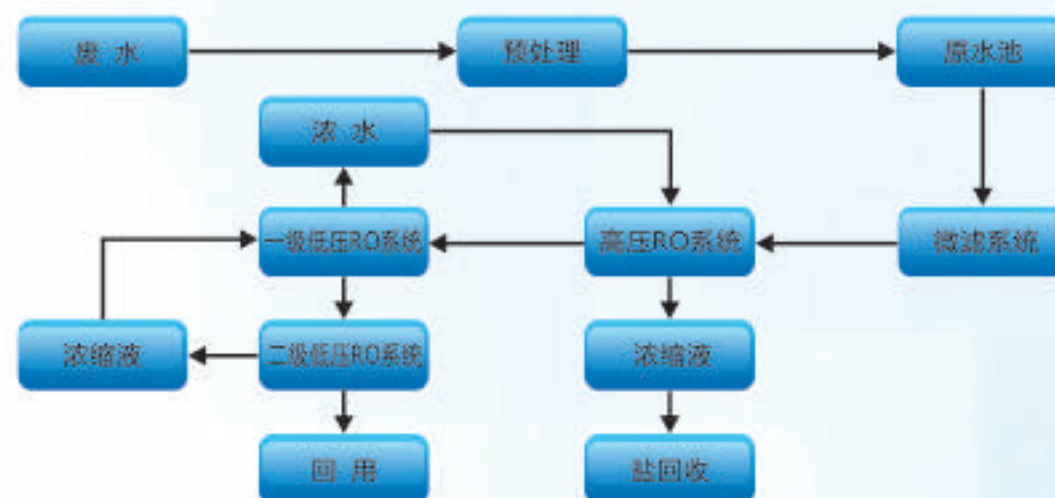 废 水
预处理
原水池
浓 水
一级低压RO系统
高压RO系统
微滤系统
浓缩液
二级低压RO系统
浓缩液
回 用
盐回收